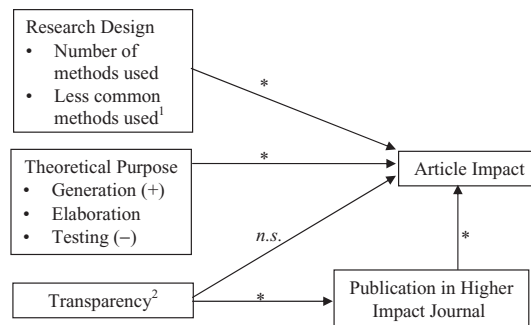 Research Design
• Number of
methods used
• Less common
methods used¹
*
Theoretical Purpose
• Generation (+)
• Elaboration
• Testing (−)
*
Article Impact
n.s.
*
Transparency²
*
Publication in Higher
Impact Journal